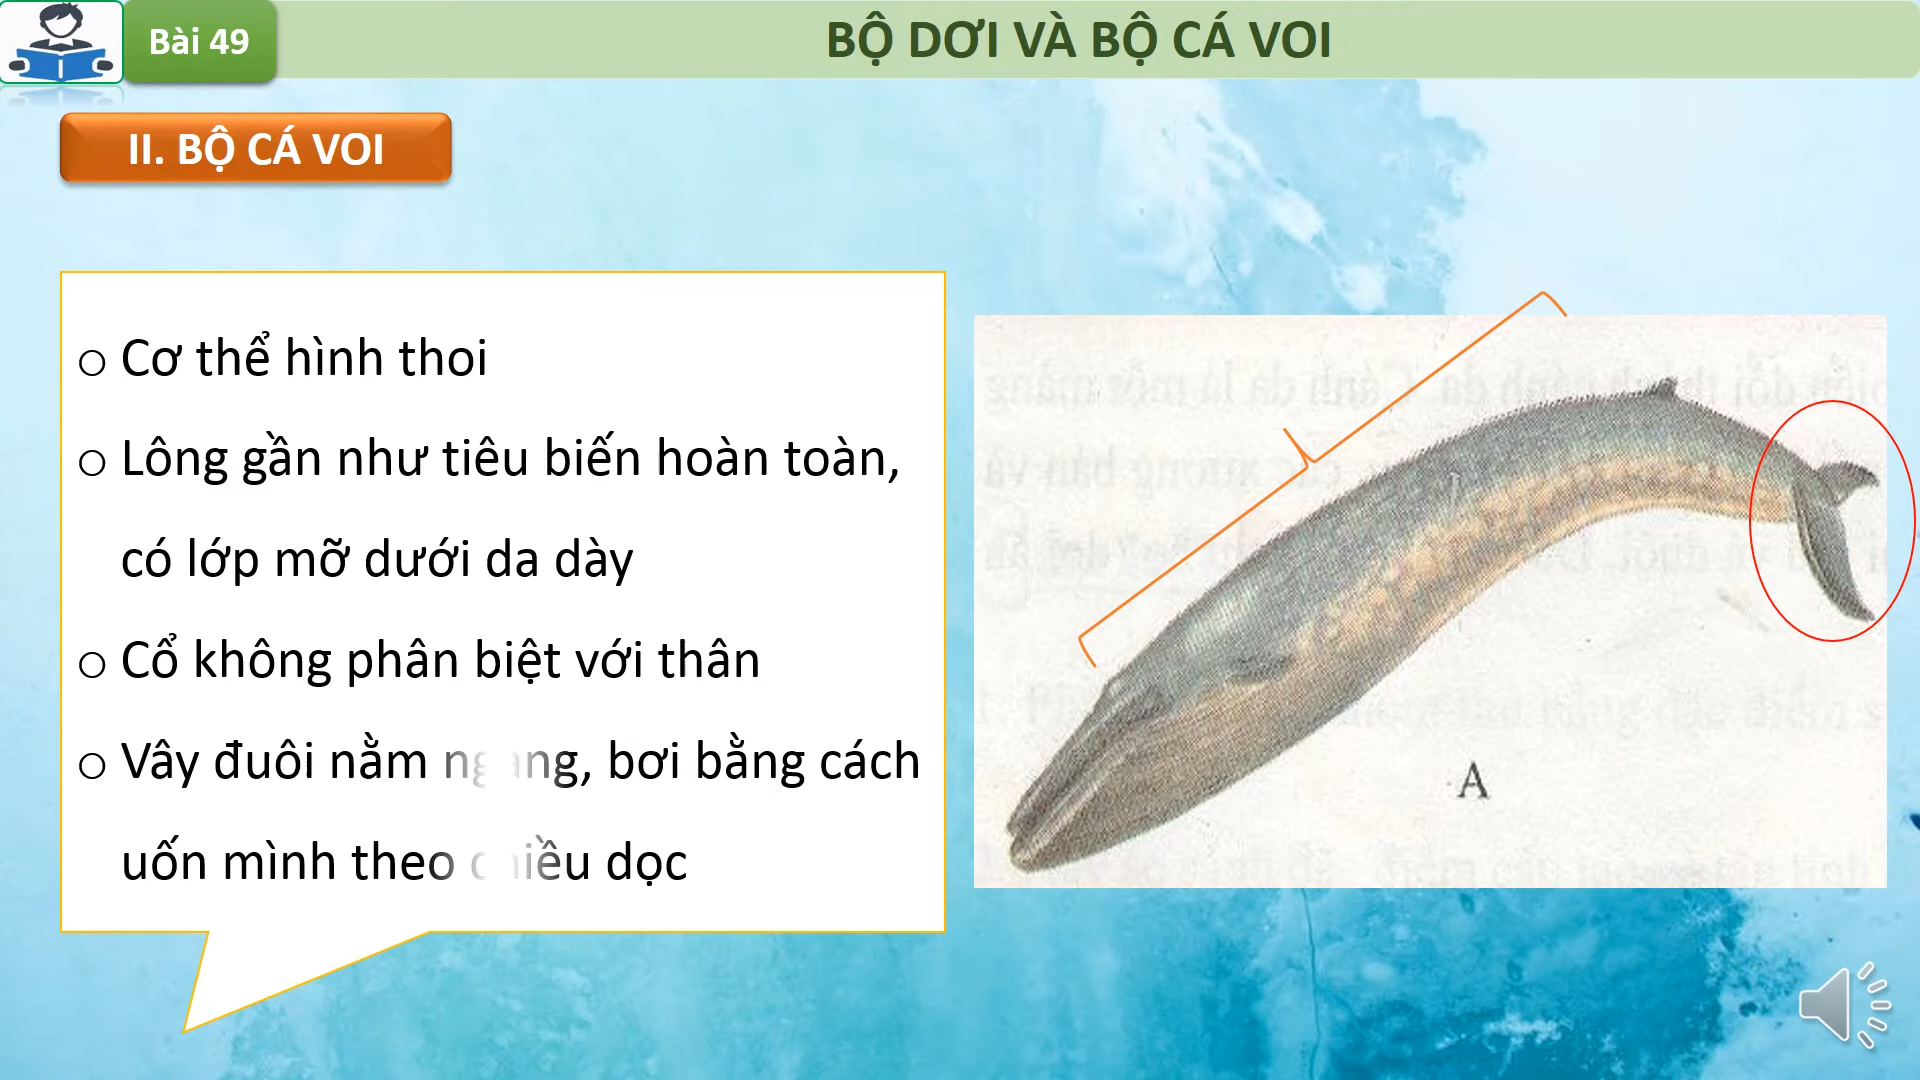 Bài 49
BỘ DƠI VÀ BỘ CÁ VOI
II. BỘ CÁ VOI
Cơ thể hình thoi
Lông gần như tiêu biến hoàn toàn,
có lớp mỡ dưới da dày
Cổ không phân biệt với thân
Vây đuôi nằm ngang, bơi bằng cách
uốn mình theo chiều dọc
A